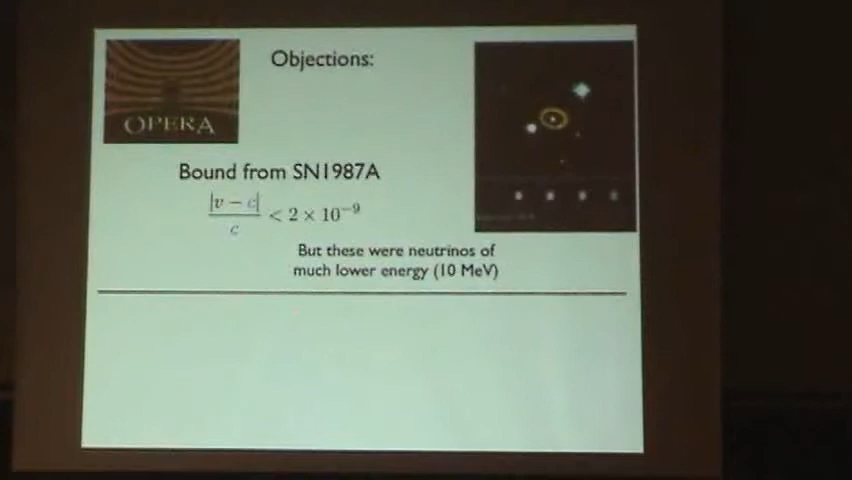 OPERA
Objections:
Bound from SN1987A
|v − c|
c
< 2 × 10⁻⁹
But these were neutrinos of
much lower energy (10 MeV)